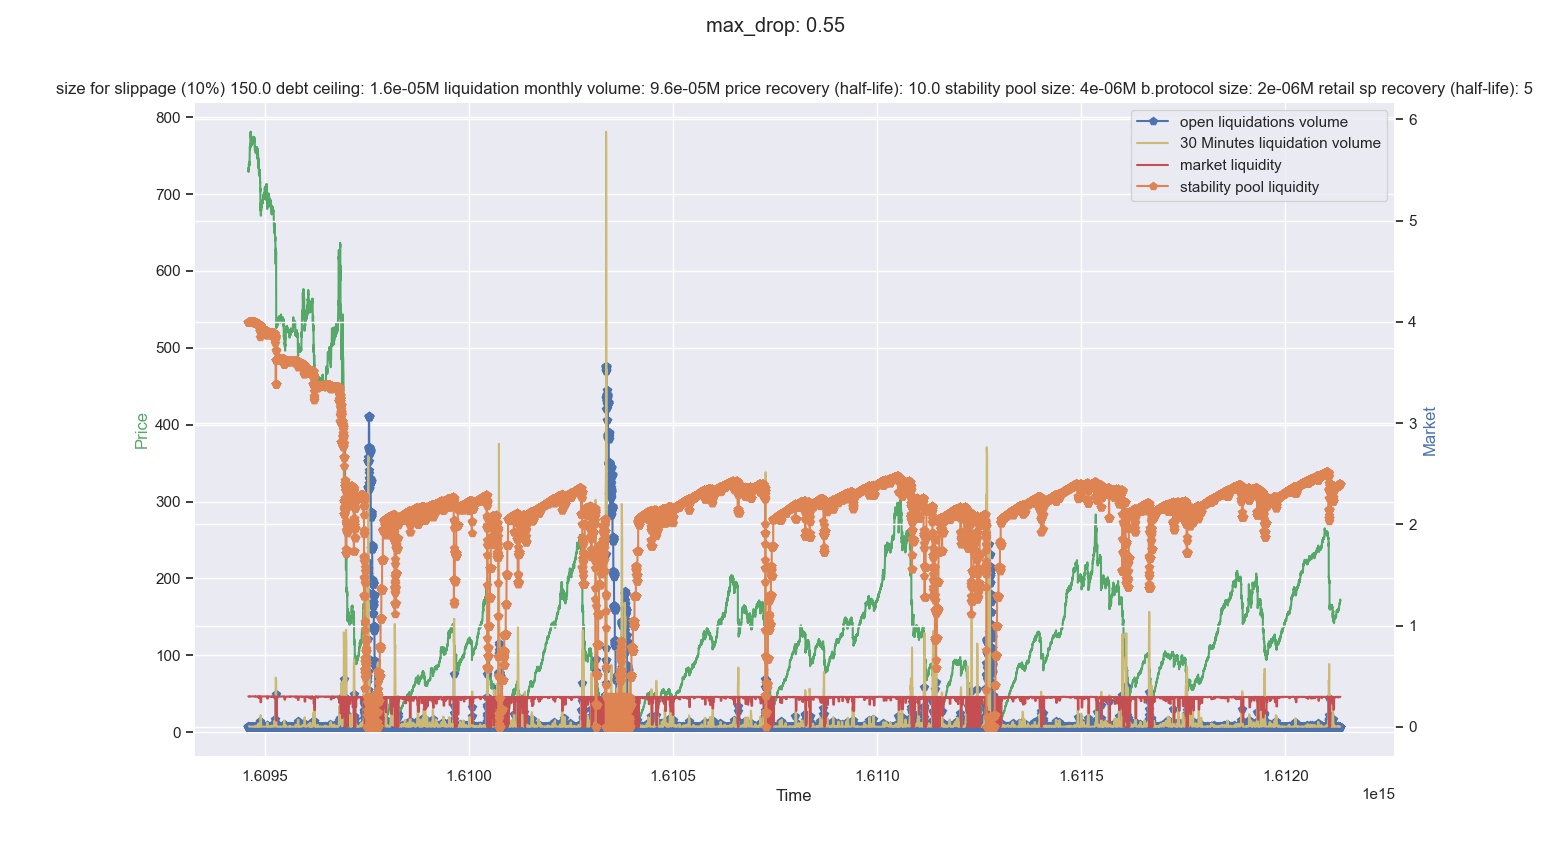 max_drop: 0.55
size for slippage (10%) 150.0 debt ceiling: 1.6e-05M liquidation monthly volume: 9.6e-05M price recovery (half-life): 10.0 stability pool size: 4e-06M b.protocol size: 2e-06M retail sp recovery (half-life): 5
open liquidations volume
30 Minutes liquidation volume
market liquidity
stability pool liquidity
800
700
600
500
400
300
200
100
0
Price
6
5
4
3
2
1
0
Market
1.6095 1.6100 1.6105 1.6110 1.6115 1.6120
Time
1e15